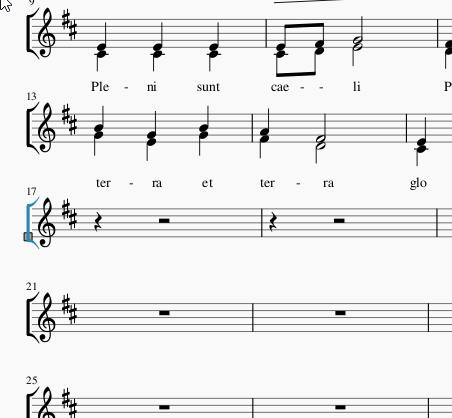 9
Ple - ni sunt cae - - li P
13
ter - ra et ter - ra glo
17
21
25